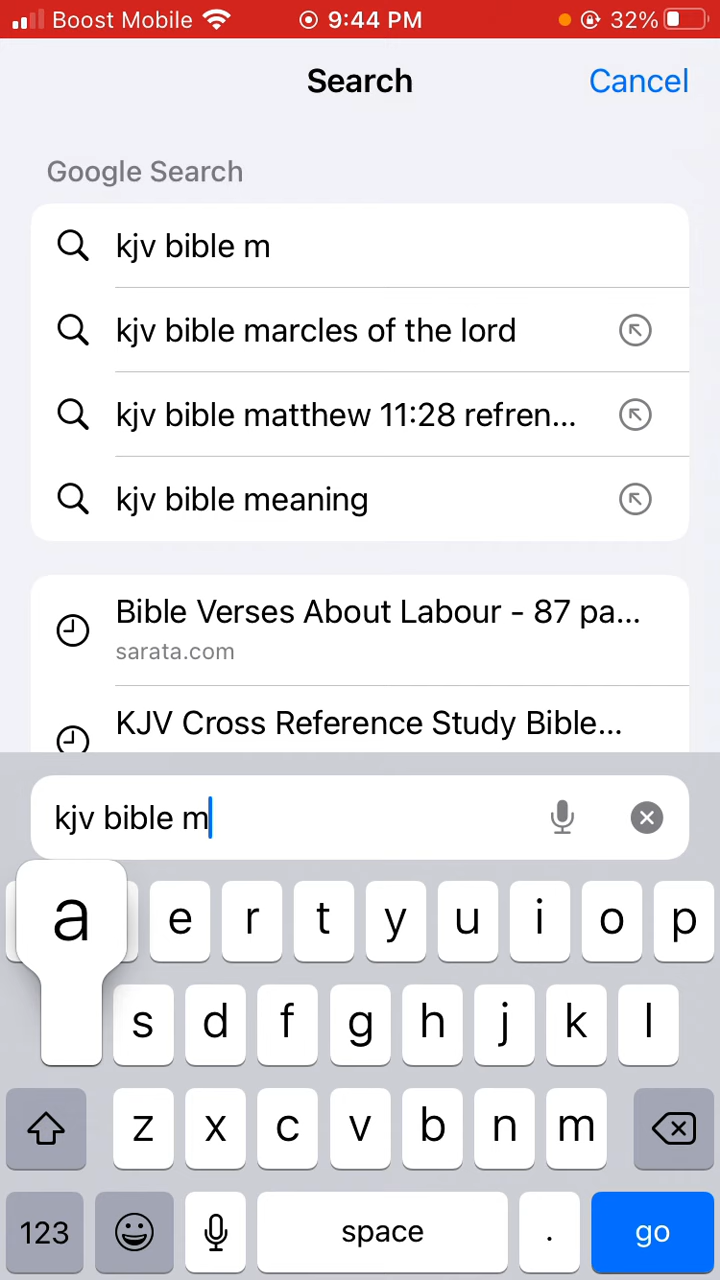 Boost Mobile 9:44 PM 32%
Search Cancel
Google Search
kjv bible m
kjv bible marcles of the lord
kjv bible matthew 11:28 refren...
kjv bible meaning
Bible Verses About Labour - 87 pa...
sarata.com
KJV Cross Reference Study Bible...
kjv bible m
a e r t y u i o p
s d f g h j k l
z x c v b n m
123 space . go